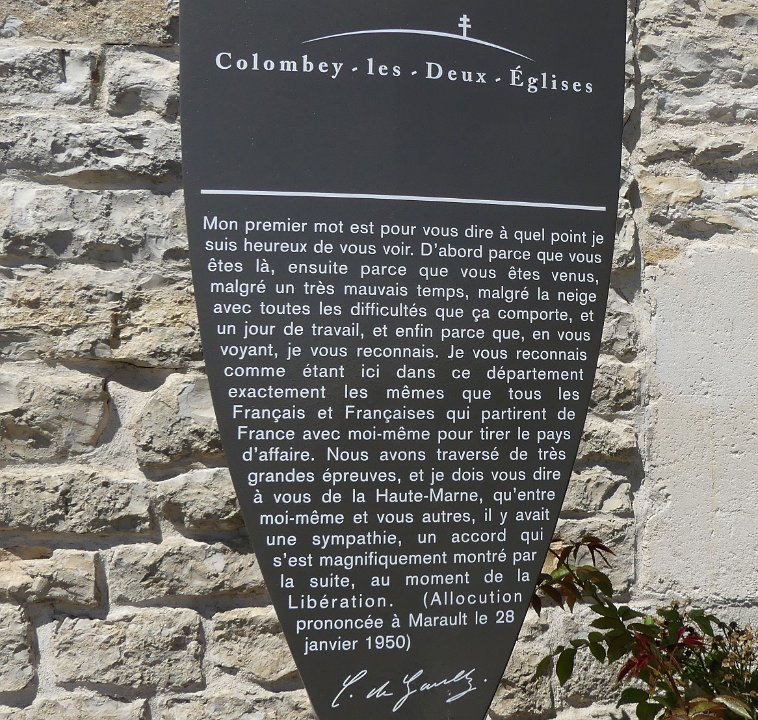 Colombey - les - Deux - Églises
Mon premier mot est pour vous dire à quel point je
suis heureux de vous voir. D'abord parce que vous
êtes là, ensuite parce que vous êtes venus,
malgré un très mauvais temps, malgré la neige
avec toutes les difficultés que ça comporte, et
un jour de travail, et enfin parce que, en vous
voyant, je vous reconnais. Je vous reconnais
comme étant ici dans ce département
exactement les mêmes que tous les
Français et Françaises qui partirent de
France avec moi-même pour tirer le pays
d'affaire. Nous avons traversé de très
grandes épreuves, et je dois vous dire
à vous de la Haute-Marne, qu'entre
moi-même et vous autres, il y avait
une sympathie, un accord qui
s'est magnifiquement montré par
la suite, au moment de la
Libération. (Allocution
prononcée à Marault le 28
janvier 1950)
C. de Gaulle.